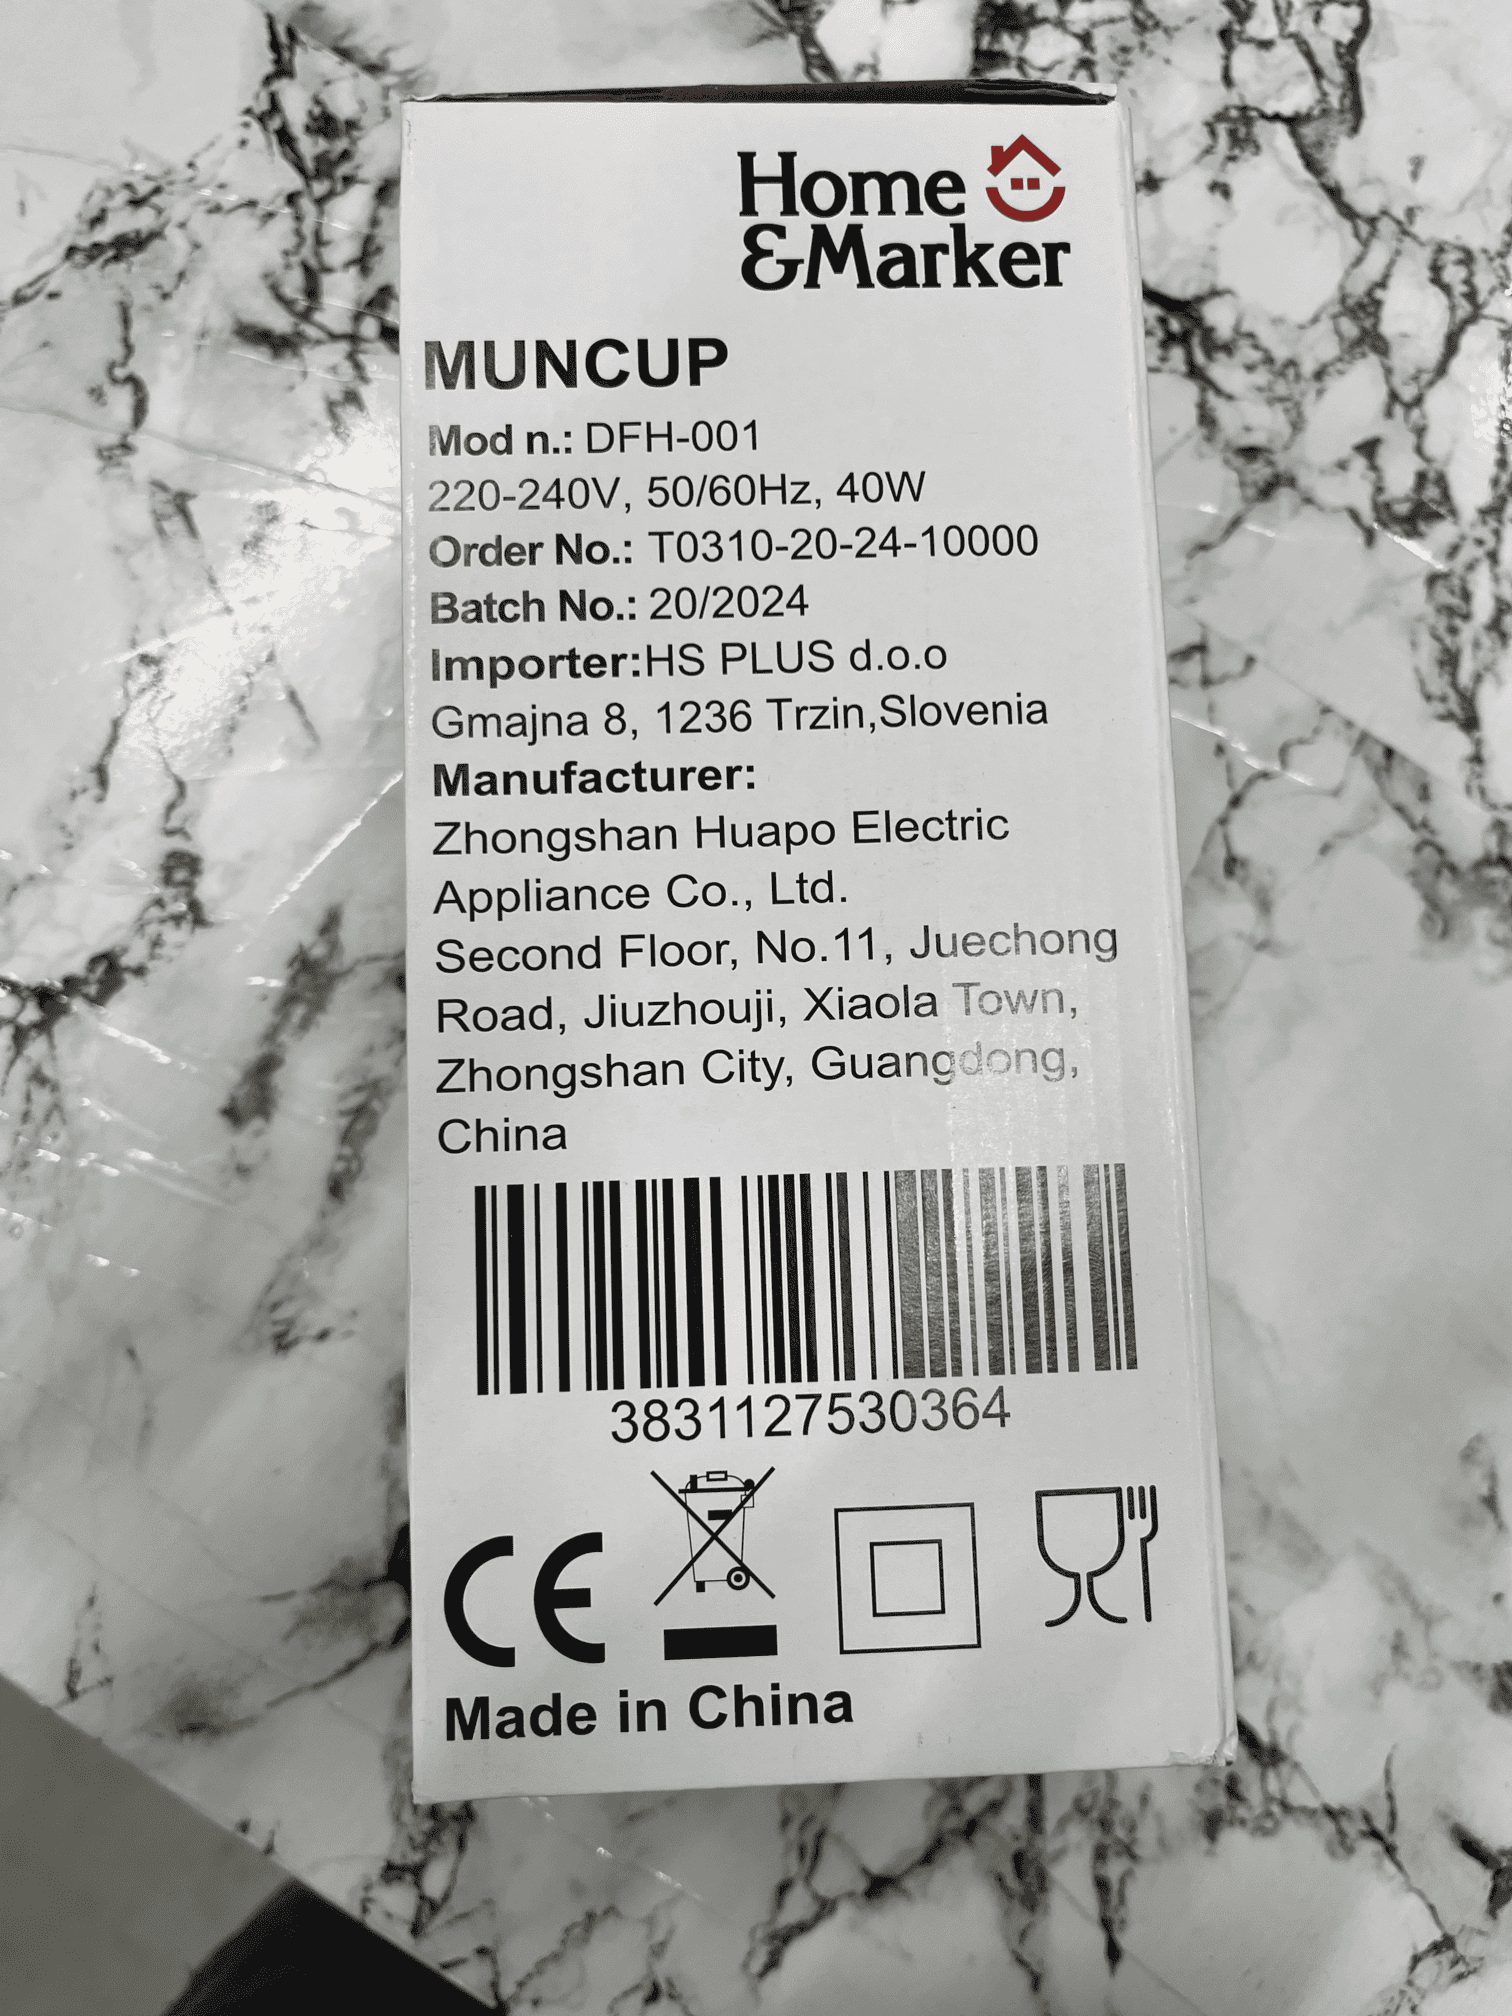 Home
&Marker
MUNCUP
Mod n.: DFH-001
220-240V, 50/60Hz, 40W
Order No.: T0310-20-24-10000
Batch No.: 20/2024
Importer:HS PLUS d.o.o
Gmajna 8, 1236 Trzin,Slovenia
Manufacturer:
Zhongshan Huapo Electric
Appliance Co., Ltd.
Second Floor, No.11, Juechong
Road, Jiuzhouji, Xiaola Town,
Zhongshan City, Guangdong,
China
3831127530364
CE
Made in China